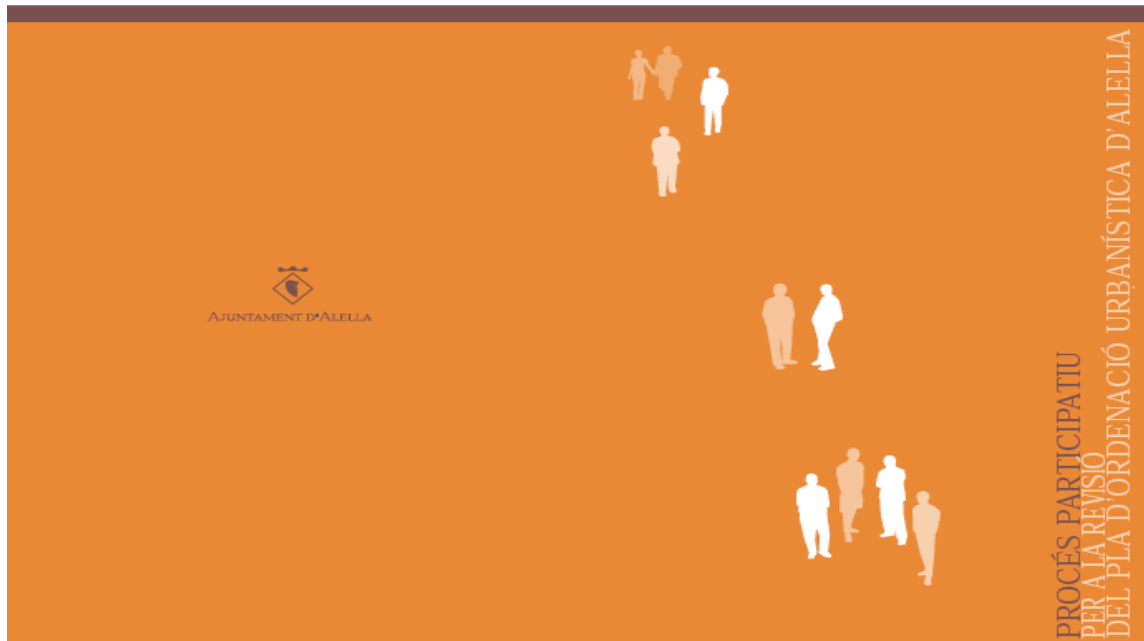 AJUNTAMENT D'ALELLA
PROCÉS PARTICIPATIU
PER A LA REVISIÓ
DEL PLA D'ORDENACIÓ URBANÍSTICA D'ALELLA